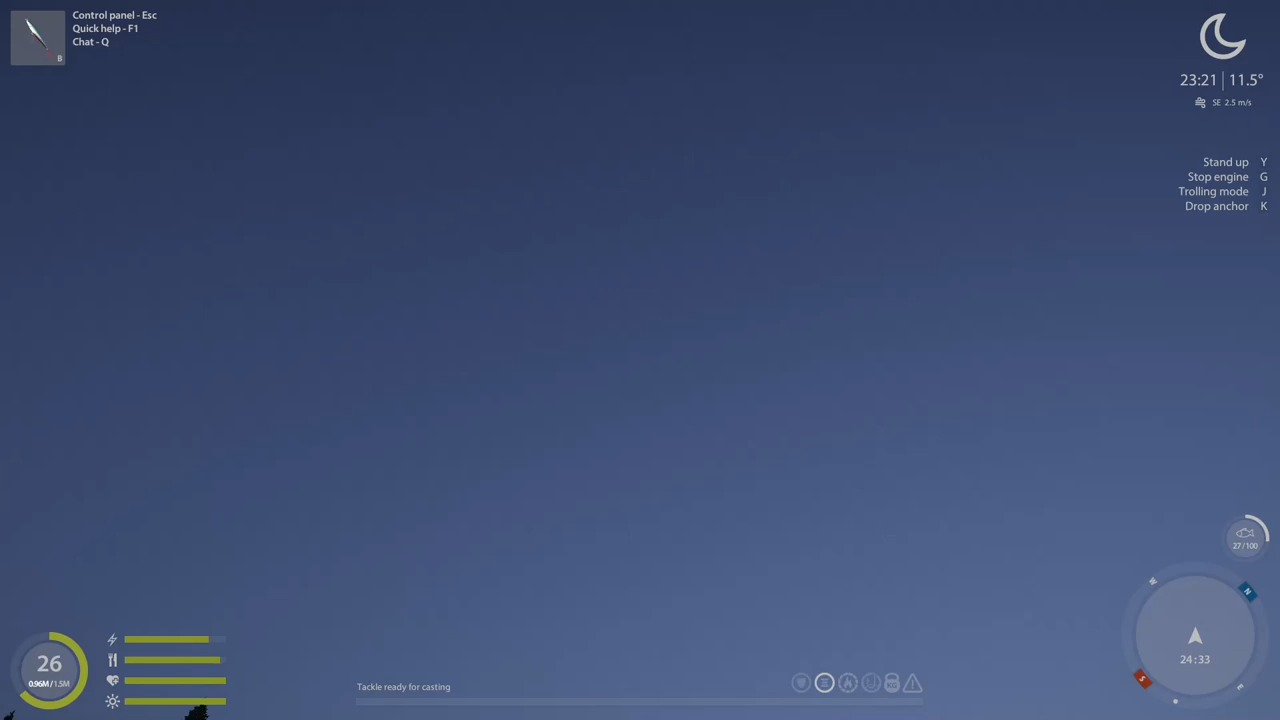 Control panel - Esc
Quick help - F1
Chat - Q
B
23:21 | 11.5°
SE 2.5 m/s
Stand up Y
Stop engine G
Trolling mode J
Drop anchor K
27/100
N
24:33
S
26
0.96M/1.5M
Tackle ready for casting